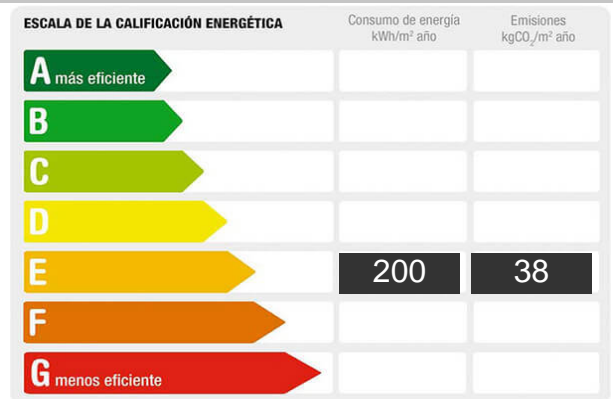 ESCALA DE LA CALIFICACIÓN ENERGÉTICA
Consumo de energía
kWh/m² año
Emisiones
kgCO₂/m² año
A más eficiente
B
C
D
E 200 38
F
G menos eficiente